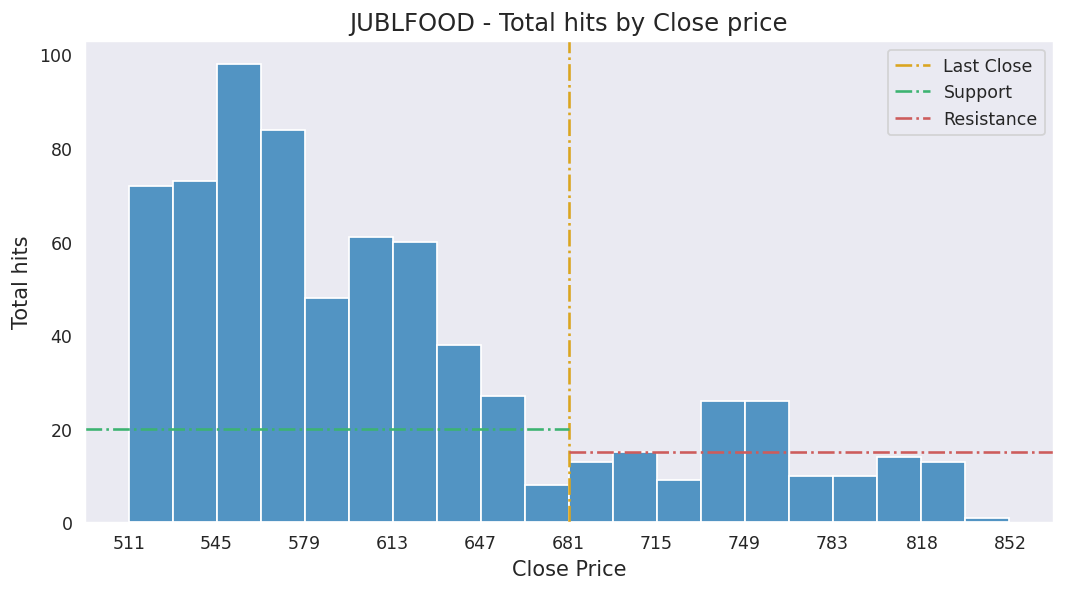 JUBLFOOD - Total hits by Close price
Last Close
Support
Resistance
Total hits
100
80
60
40
20
0
511 545 579 613 647 681 715 749 783 818 852
Close Price